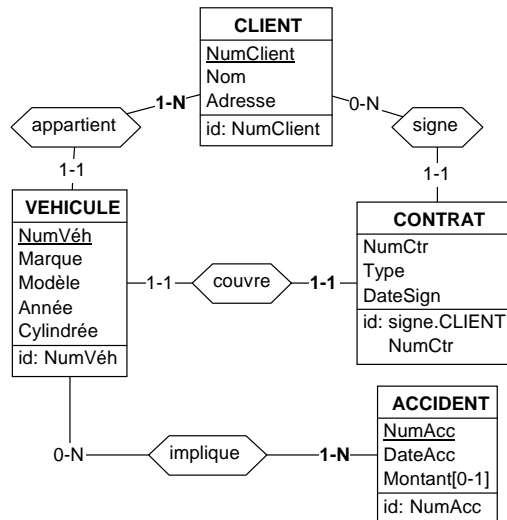 CLIENT
NumClient
Nom
Adresse
id: NumClient
1-N
0-N
appartient
signe
1-1
1-1
VEHICULE
NumVéh
Marque
Modèle
Année
Cylindrée
id: NumVéh
CONTRAT
NumCtr
Type
DateSign
id: signe.CLIENT
NumCtr
1-1
couvre
1-1
ACCIDENT
NumAcc
DateAcc
Montant[0-1]
id: NumAcc
0-N
implique
1-N